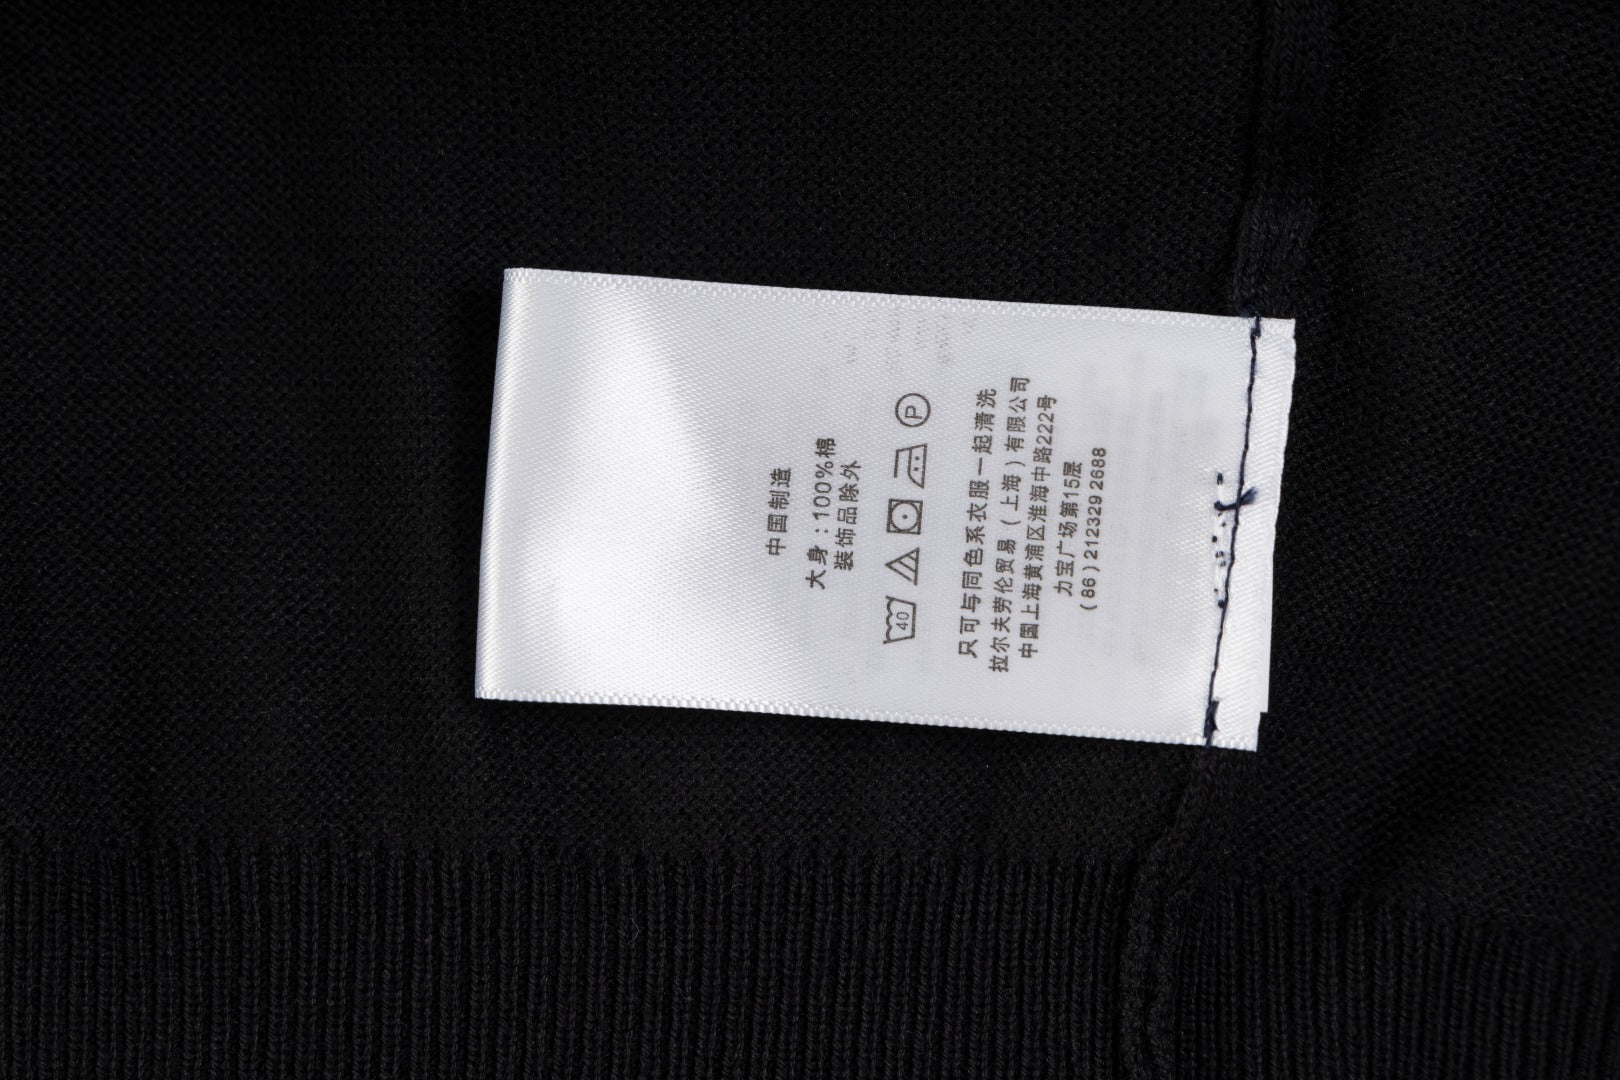 中国制造
大身：100%棉
装饰品除外
40 P
只可与同色系衣服一起清洗
拉尔夫劳伦贸易（上海）有限公司
中国上海黄浦区淮海中路222号
力宝广场第15层
(86) 212329 2688